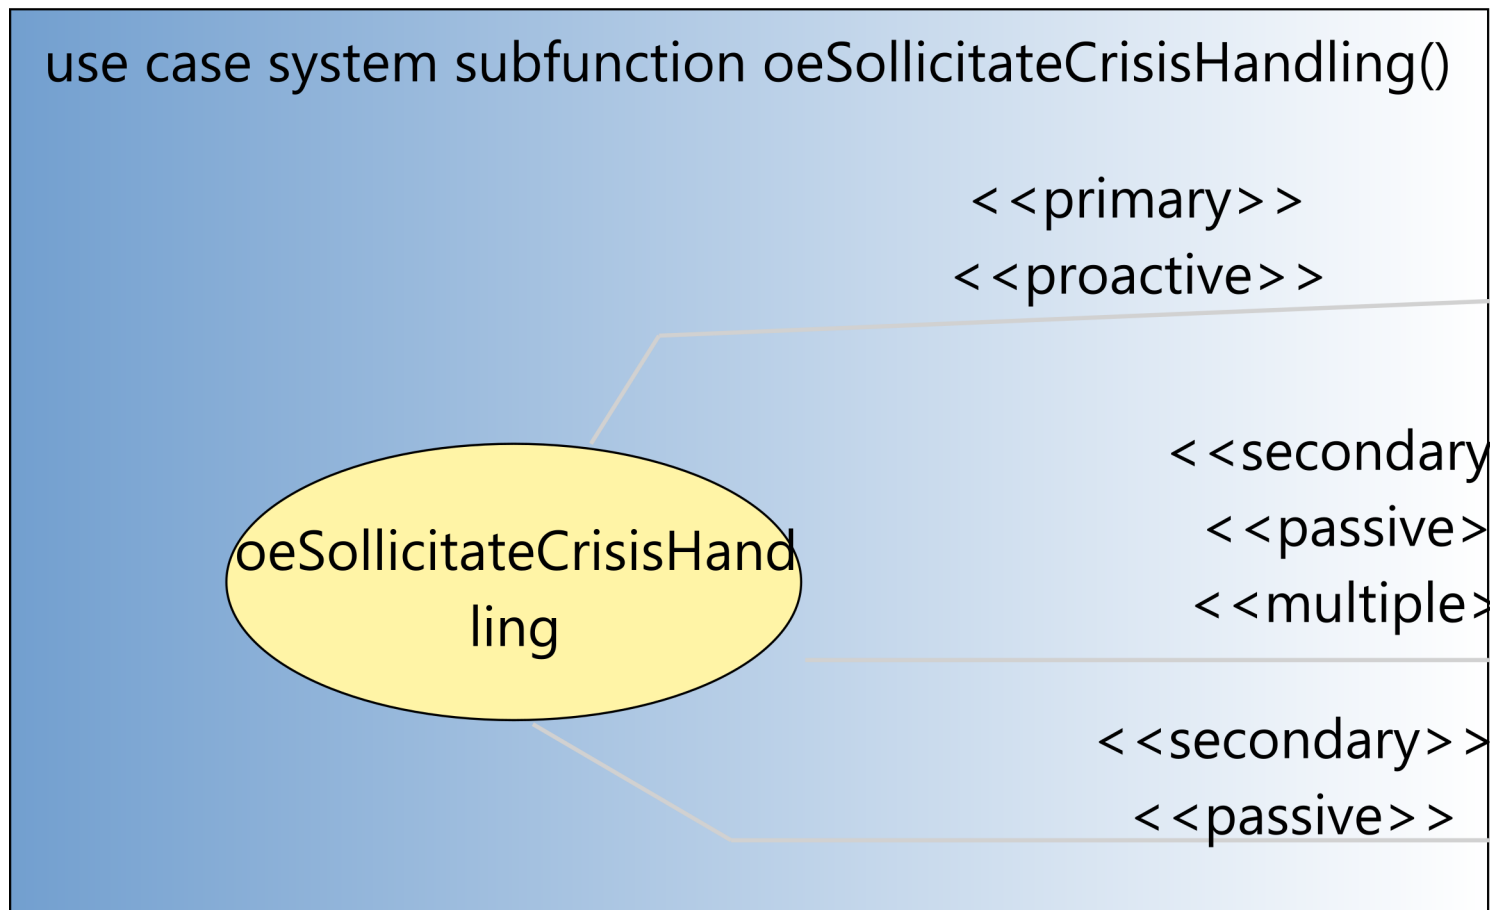 use case system subfunction oeSollicitateCrisisHandling()
<<primary>>
<<proactive>>
<<secondary
<<passive>
<<multiple>
oeSollicitateCrisisHand
ling
<<secondary>>
<<passive>>